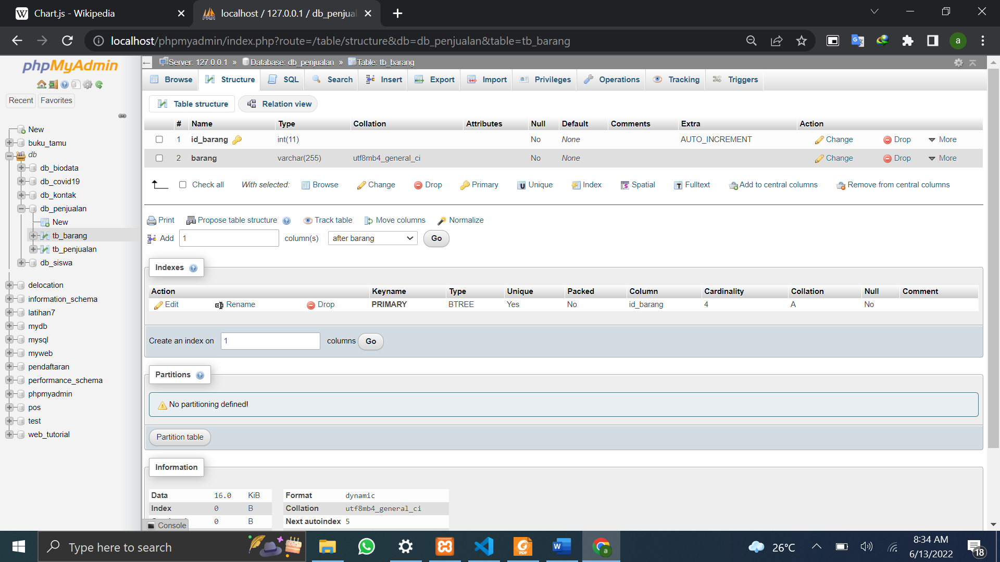 Chart.js - Wikipedia
localhost / 127.0.0.1 / db_penjual
localhost/phpmyadmin/index.php?route=/table/structure&db=db_penjualan&table=tb_barang
a
phpMyAdmin
Recent Favorites
New
buku_tamu
db
db_biodata
db_covid19
db_kontak
db_penjualan
New
tb_barang
tb_penjualan
db_siswa
delocation
information_schema
latihan7
mydb
mysql
myweb
pendaftaran
performance_schema
phpmyadmin
pos
test
web_tutorial
Server: 127.0.0.1 » Database: db_penjualan » Table: tb_barang
Browse Structure SQL Search Insert Export Import Privileges Operations Tracking Triggers
Table structure Relation view
# Name Type Collation Attributes Null Default Comments Extra Action
1 id_barang int(11) No None AUTO_INCREMENT Change Drop More
2 barang varchar(255) utf8mb4_general_ci No None Change Drop More
Check all With selected: Browse Change Drop Primary Unique Index Spatial Fulltext Add to central columns Remove from central columns
Print Propose table structure Track table Move columns Normalize
Add 1 column(s) after barang Go
Indexes
Action Keyname Type Unique Packed Column Cardinality Collation Null Comment
Edit Rename Drop PRIMARY BTREE Yes No id_barang 4 A No
Create an index on 1 columns Go
Partitions
No partitioning defined!
Partition table
Information
Data 16.0 KiB Format dynamic
Index 0 B Collation utf8mb4_general_ci
0 B Next autoindex 5
Console
Type here to search
PDF
26°C
8:34 AM
6/13/2022
18